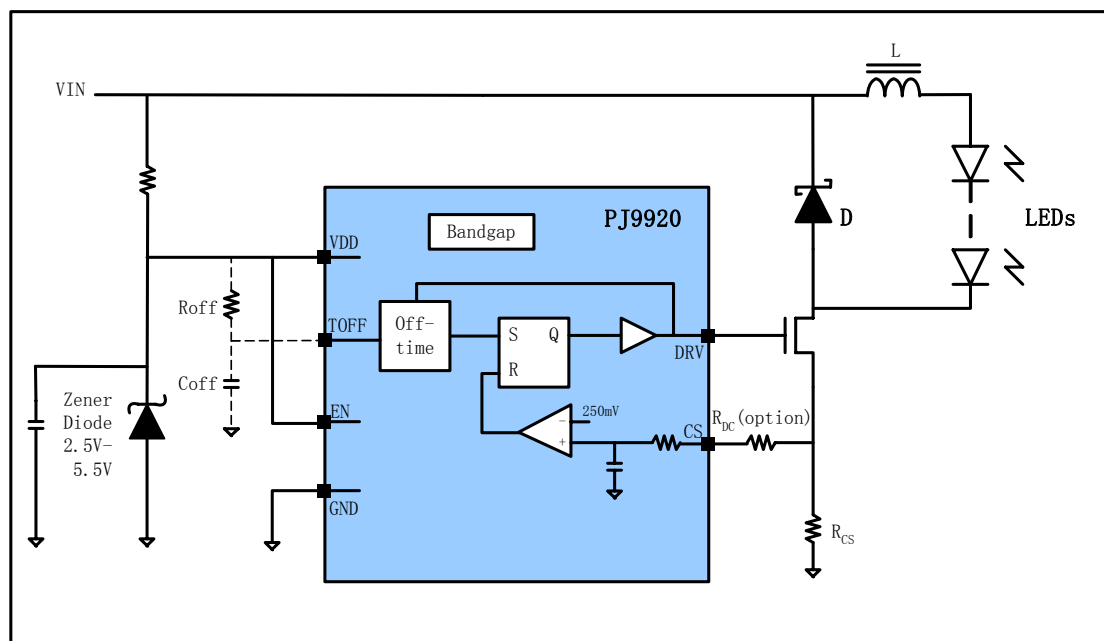 L
VIN
PJ9920
Bandgap
D
LEDs
VDD
Roff
TOFF
Off-
time
S
Q
R
DRV
Coff
Zener
Diode
2.5V-
5.5V
EN
250mV
-
+
CS
RDC(option)
GND
RCS